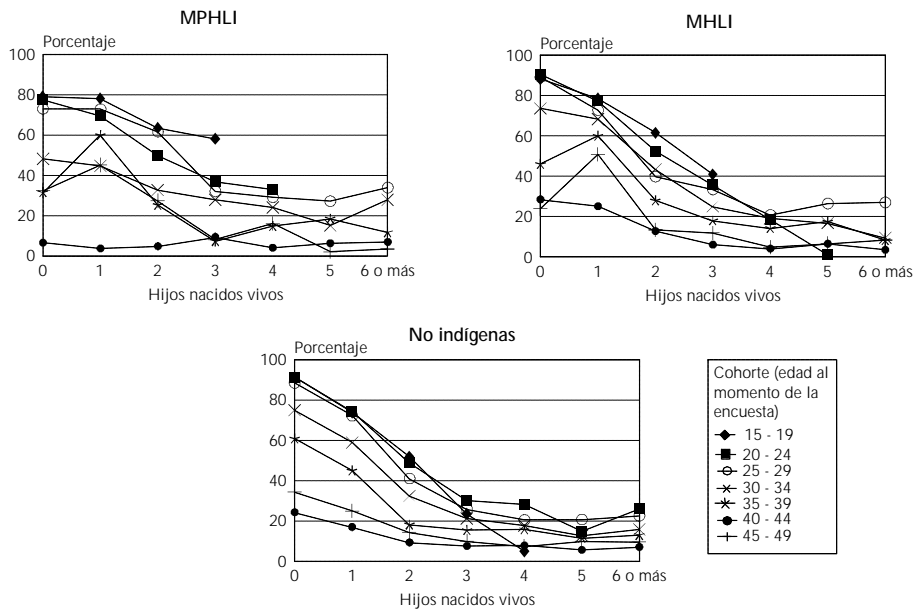 MPHLI
Porcentaje
100
80
60
40
20
0
0 1 2 3 4 5 6 o más
Hijos nacidos vivos
MHLI
Porcentaje
100
80
60
40
20
0
0 1 2 3 4 5 6 o más
Hijos nacidos vivos
No indígenas
Porcentaje
100
80
60
40
20
0
0 1 2 3 4 5 6 o más
Hijos nacidos vivos
Cohorte (edad al
momento de la
encuesta)
15 - 19
20 - 24
25 - 29
30 - 34
35 - 39
40 - 44
45 - 49